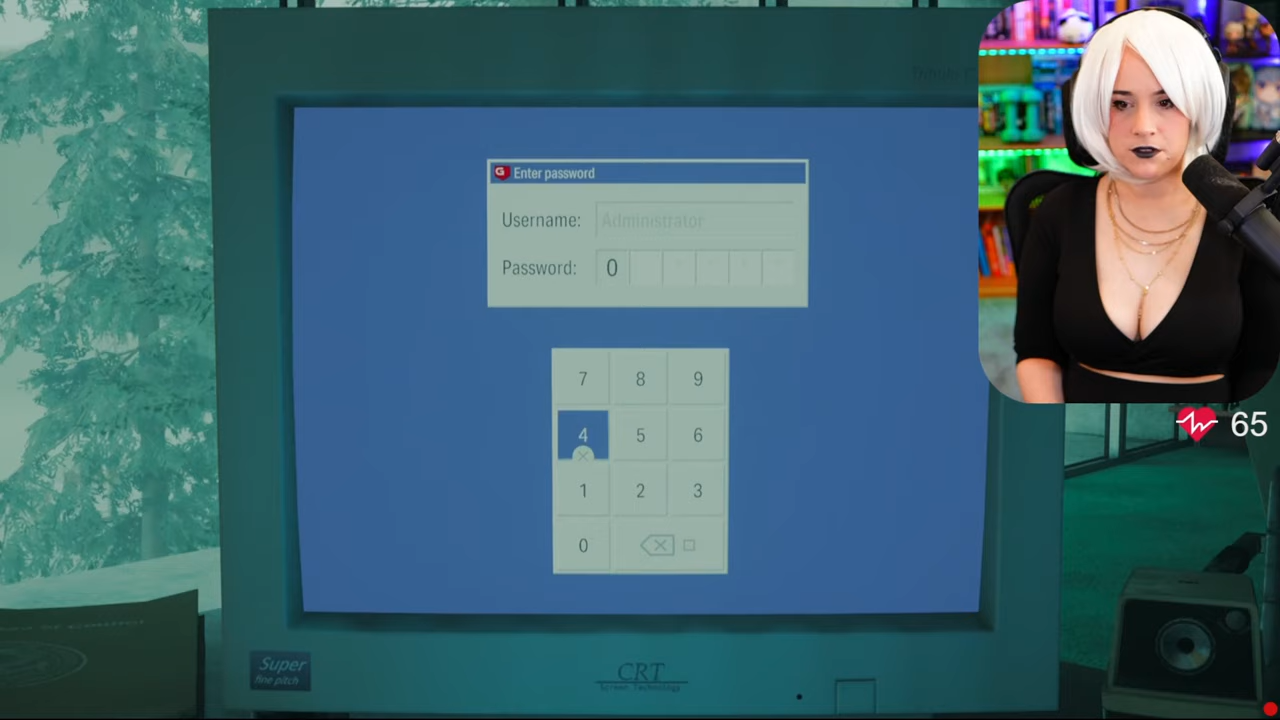 G Enter password
Username: Administrator
Password: 0
7 8 9
4 5 6
1 2 3
0
65
Super
fine pitch
CRT
Screen Technology